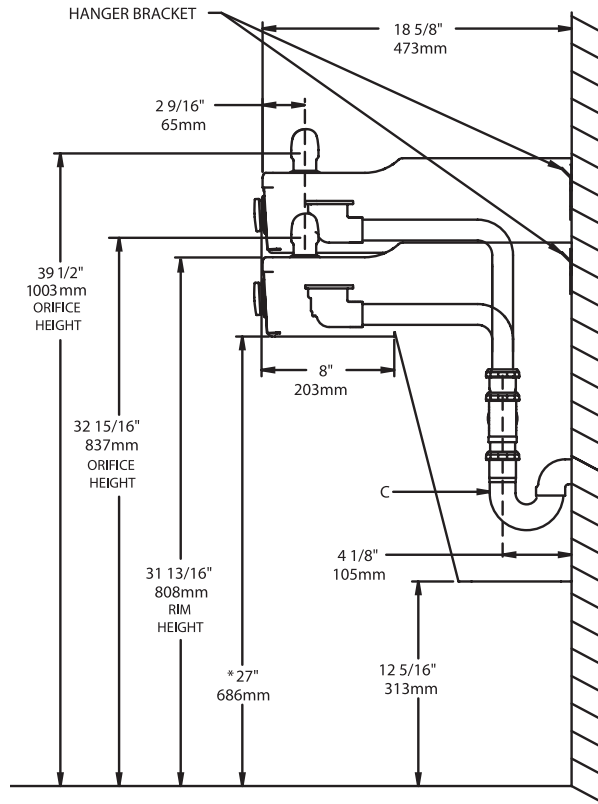 HANGER BRACKET
18 5/8"
473mm
2 9/16"
65mm
39 1/2"
1003mm
ORIFICE
HEIGHT
8"
203mm
32 15/16"
837mm
ORIFICE
HEIGHT
C
4 1/8"
105mm
31 13/16"
808mm
RIM
HEIGHT
*27"
686mm
12 5/16"
313mm